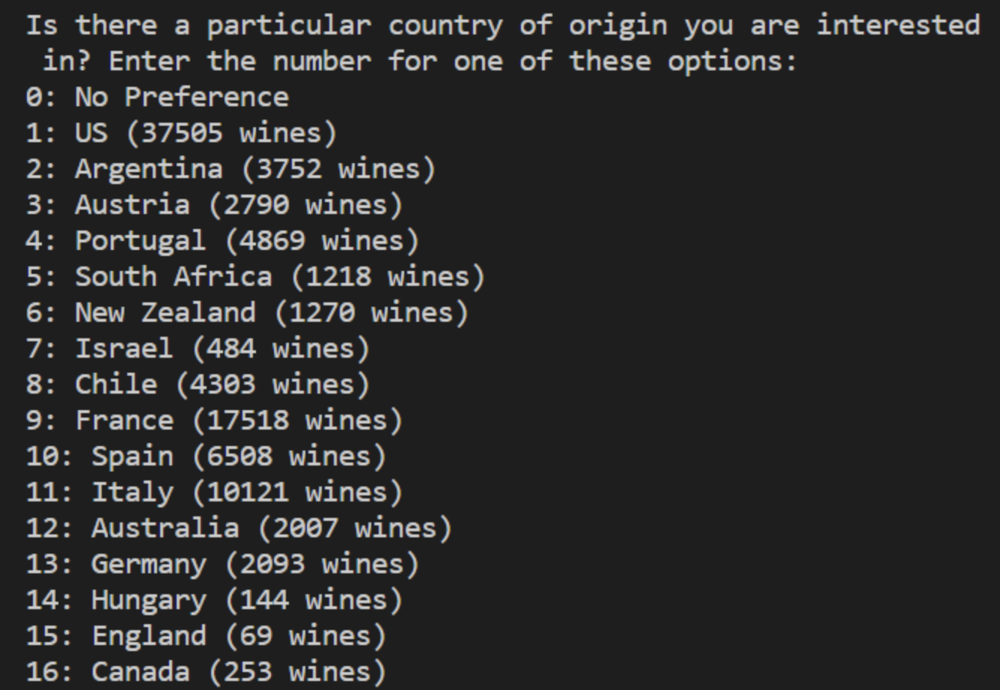 Is there a particular country of origin you are interested
in? Enter the number for one of these options:
0: No Preference
1: US (37505 wines)
2: Argentina (3752 wines)
3: Austria (2790 wines)
4: Portugal (4869 wines)
5: South Africa (1218 wines)
6: New Zealand (1270 wines)
7: Israel (484 wines)
8: Chile (4303 wines)
9: France (17518 wines)
10: Spain (6508 wines)
11: Italy (10121 wines)
12: Australia (2007 wines)
13: Germany (2093 wines)
14: Hungary (144 wines)
15: England (69 wines)
16: Canada (253 wines)